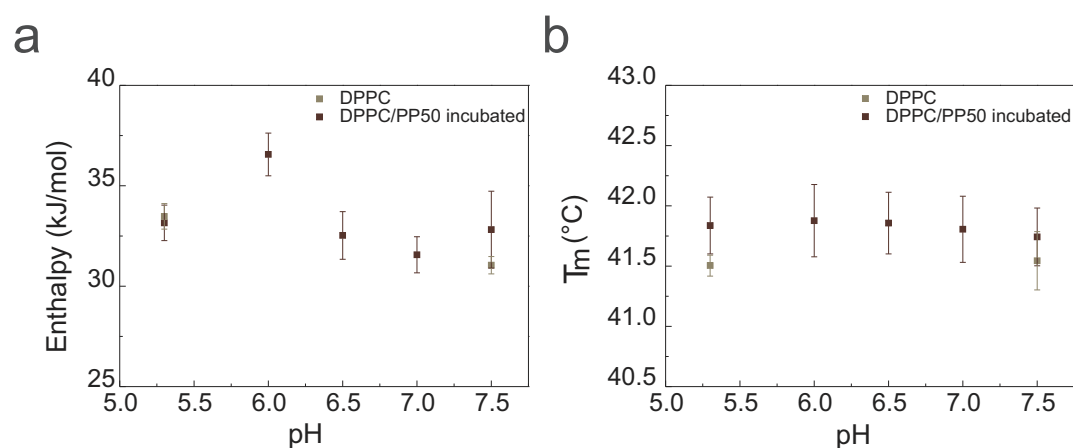 a
Enthalpy (kJ/mol)
40
35
30
25
DPPC
DPPC/PP50 incubated
5.0 5.5 6.0 6.5 7.0 7.5
pH
b
Tm (°C)
43.0
42.5
42.0
41.5
41.0
40.5
DPPC
DPPC/PP50 incubated
5.0 5.5 6.0 6.5 7.0 7.5
pH